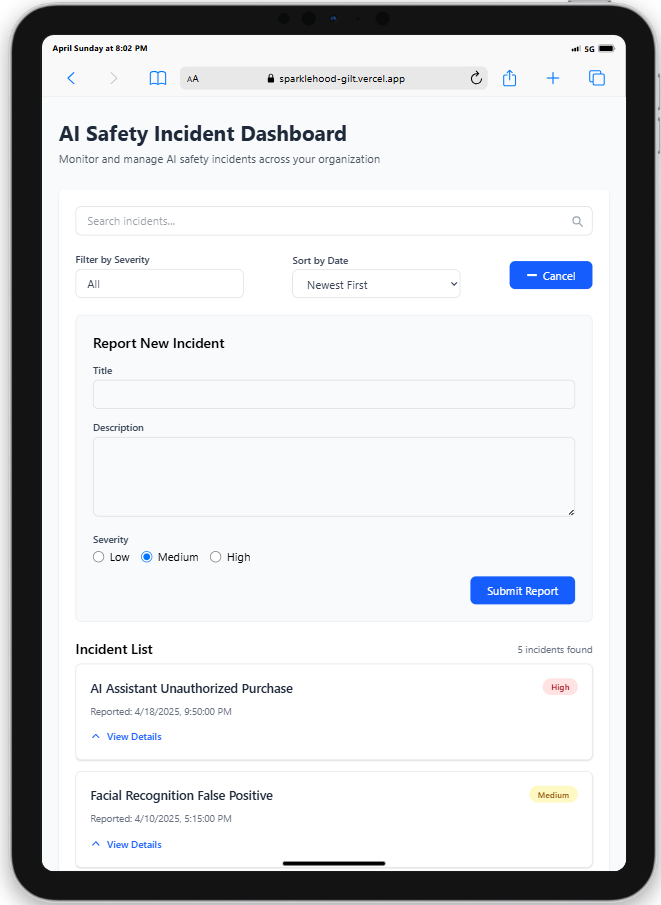 April Sunday at 8:02 PM
5G
AA sparklehood-gilt.vercel.app
AI Safety Incident Dashboard
Monitor and manage AI safety incidents across your organization
Search incidents...
Filter by Severity
Sort by Date
All
Newest First
Cancel
Report New Incident
Title
Description
Severity
Low Medium High
Submit Report
Incident List
5 incidents found
AI Assistant Unauthorized Purchase
High
Reported: 4/18/2025, 9:50:00 PM
View Details
Facial Recognition False Positive
Medium
Reported: 4/10/2025, 5:15:00 PM
View Details